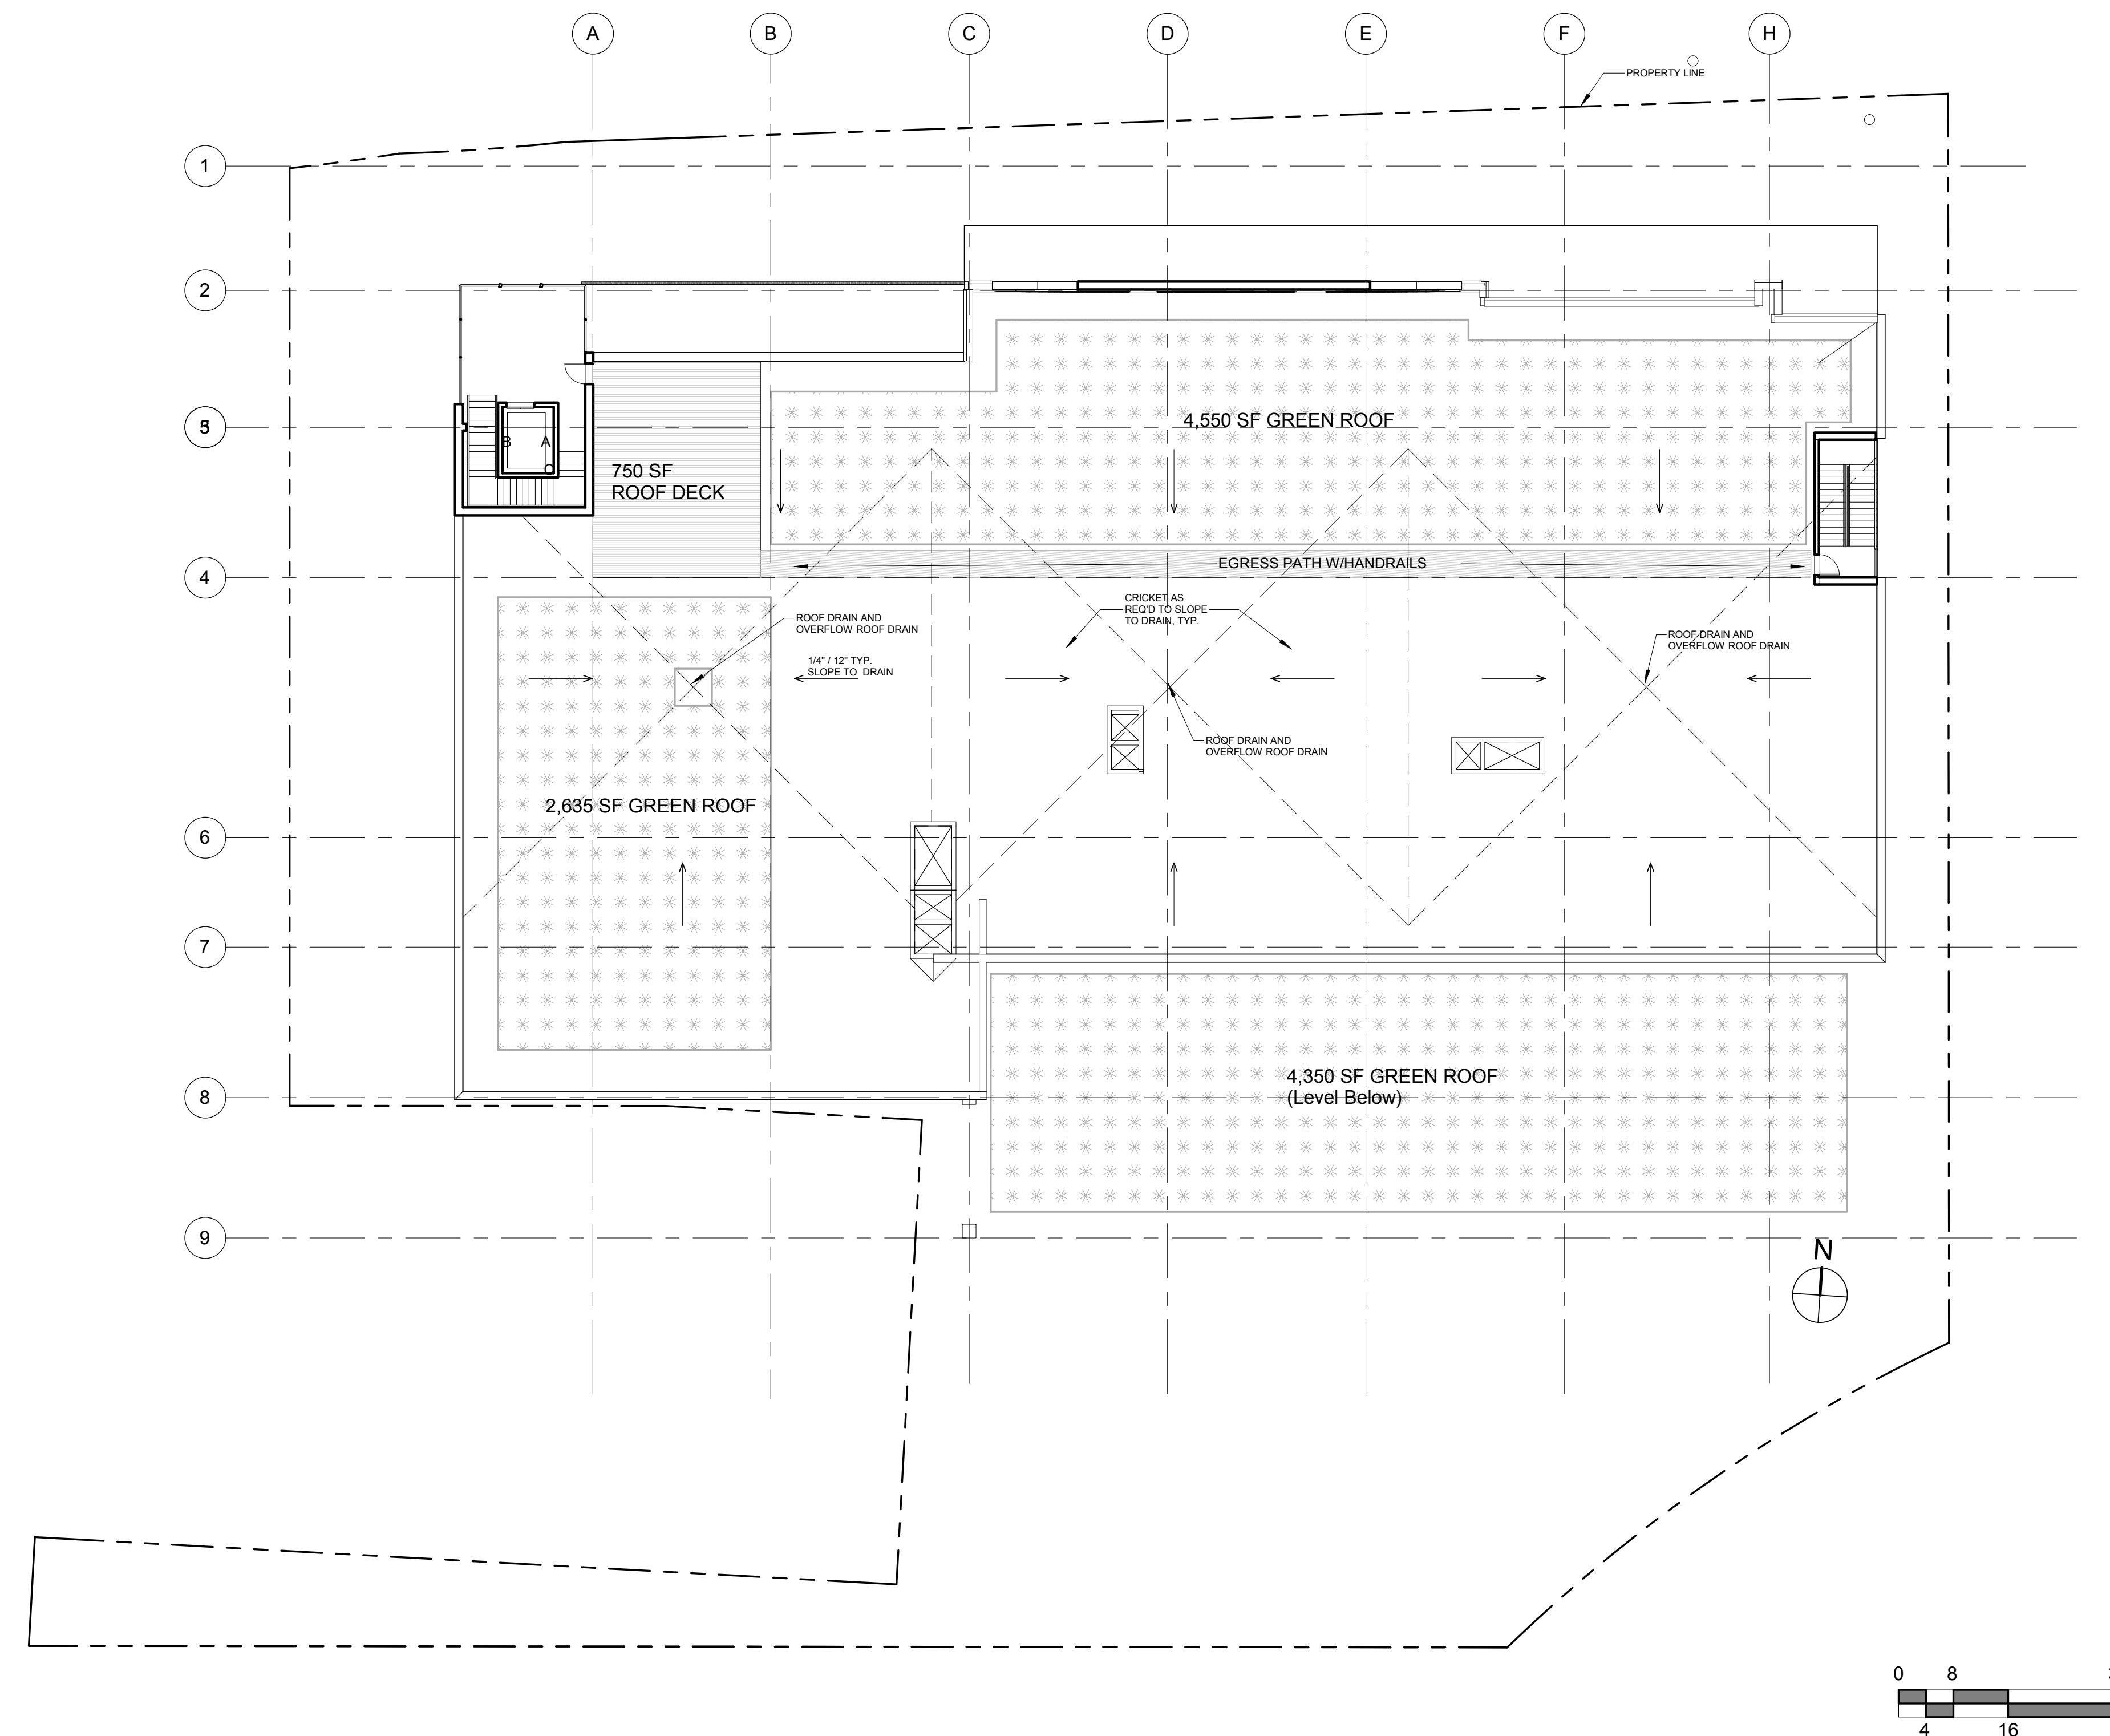 A
B
C
D
E
F
H
PROPERTY LINE
1
2
4,550 SF GREEN ROOF
B A
750 SF
ROOF DECK
EGRESS PATH W/HANDRAILS
4
CRICKET AS
REQ'D TO SLOPE
TO DRAIN, TYP.
ROOF DRAIN AND
OVERFLOW ROOF DRAIN
ROOF DRAIN AND
OVERFLOW ROOF DRAIN
1/4" / 12" TYP.
SLOPE TO DRAIN
ROOF DRAIN AND
OVERFLOW ROOF DRAIN
2,635 SF GREEN ROOF
6
7
4,350 SF GREEN ROOF
(Level Below)
8
9
N
0 8
4 16